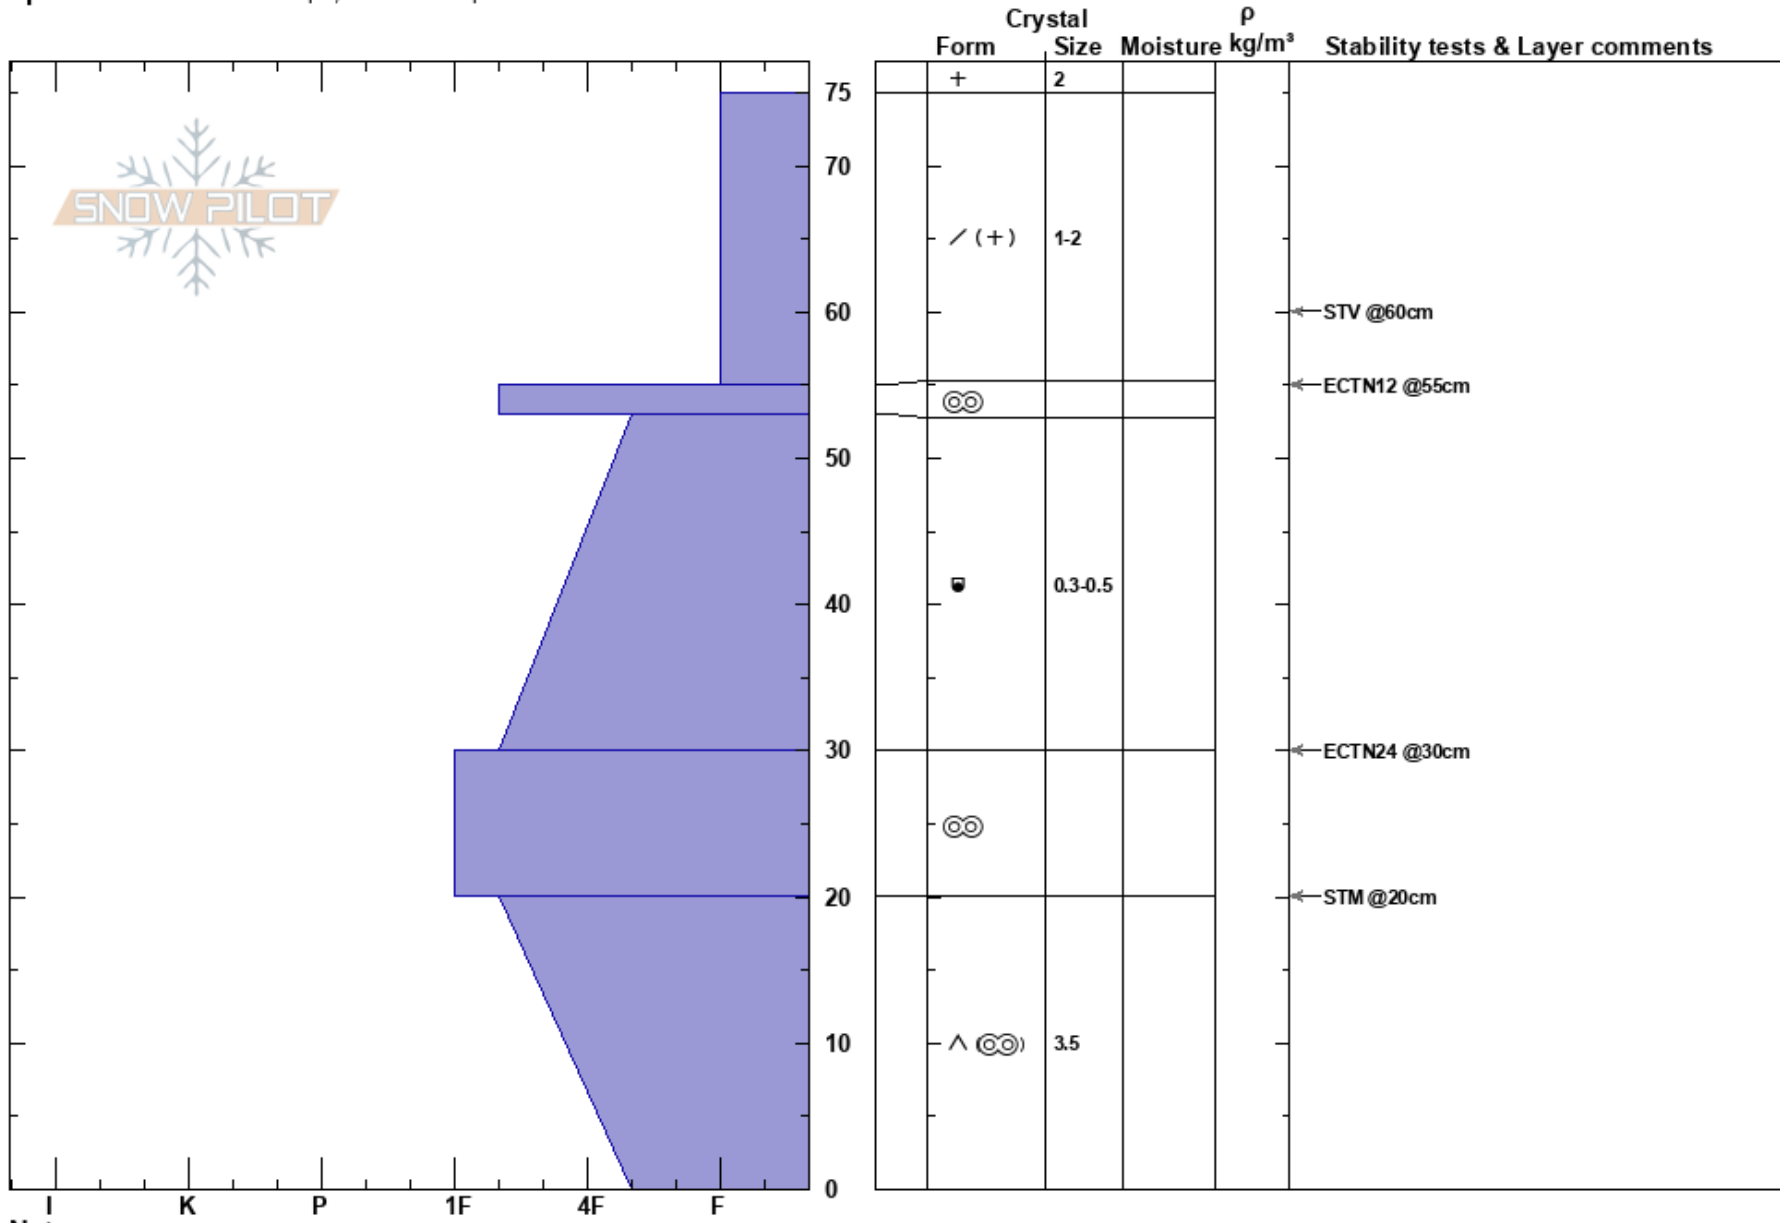 Crystal
ρ
Form Size Moisture kg/m³ Stability tests & Layer comments
+ 2
75
SNOW PILOT
70
/ (+) 1-2
60 STV @60cm
ECTN12 @55cm
50
0.3-0.5
40
30 ECTN24 @30cm
20 STM @20cm
10 3.5
0
I K P 1F 4F F